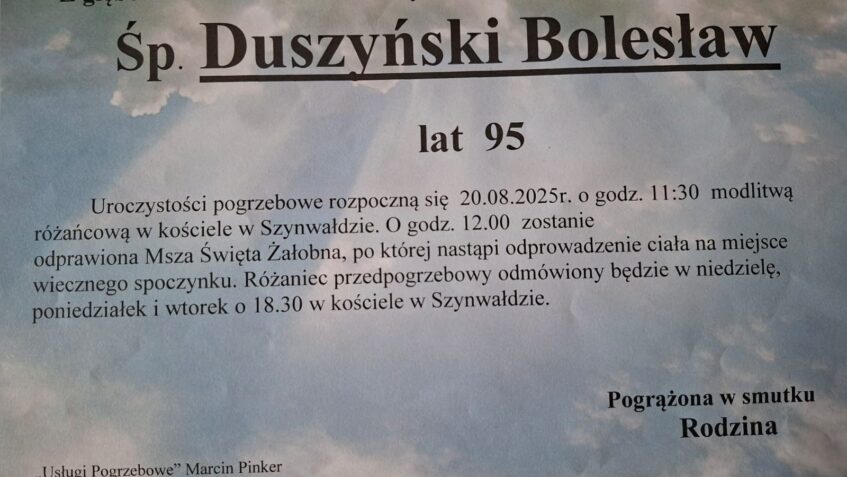 Śp. Duszyński Bolesław
lat 95
Uroczystości pogrzebowe rozpoczną się 20.08.2025r. o godz. 11:30 modlitwą
różańcową w kościele w Szynwałdzie. O godz. 12.00 zostanie
odprawiona Msza Święta Żałobna, po której nastąpi odprowadzenie ciała na miejsce
wiecznego spoczynku. Różaniec przedpogrzebowy odmówiony będzie w niedzielę,
poniedziałek i wtorek o 18.30 w kościele w Szynwałdzie.
Pogrążona w smutku
Rodzina
„Usługi Pogrzebowe” Marcin Pinker